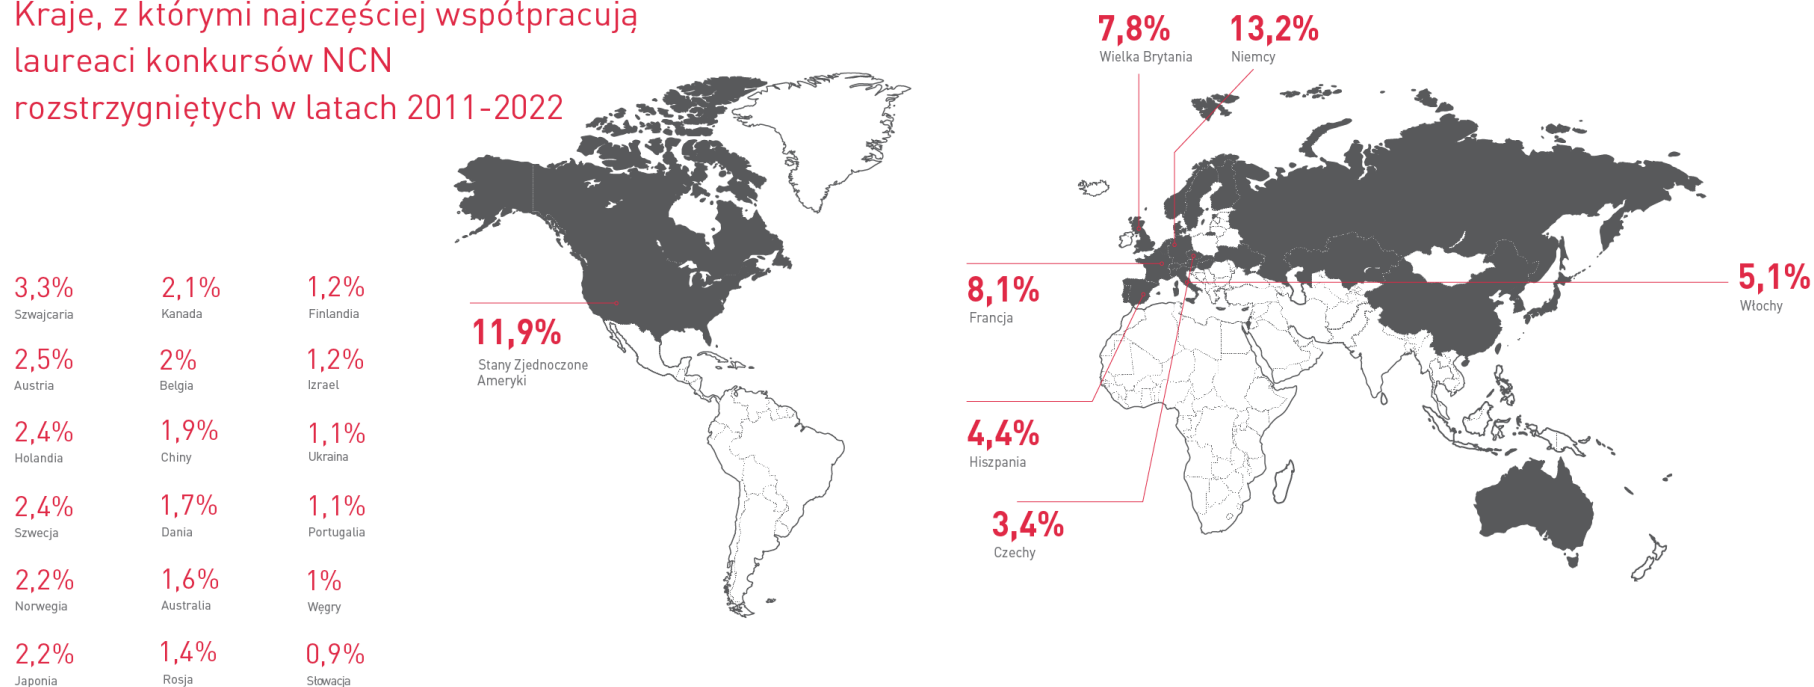 Kraje, z którymi najczęściej współpracują
laureaci konkursów NCN
rozstrzygniętych w latach 2011-2022
7,8%
Wielka Brytania
13,2%
Niemcy
3,3%
Szwajcaria
2,1%
Kanada
1,2%
Finlandia
2,5%
Austria
2%
Belgia
1,2%
Izrael
2,4%
Holandia
1,9%
Chiny
1,1%
Ukraina
2,4%
Szwecja
1,7%
Dania
1,1%
Portugalia
2,2%
Norwegia
1,6%
Australia
1%
Węgry
2,2%
Japonia
1,4%
Rosja
0,9%
Słowacja
11,9%
Stany Zjednoczone
Ameryki
8,1%
Francja
5,1%
Włochy
4,4%
Hiszpania
3,4%
Czechy